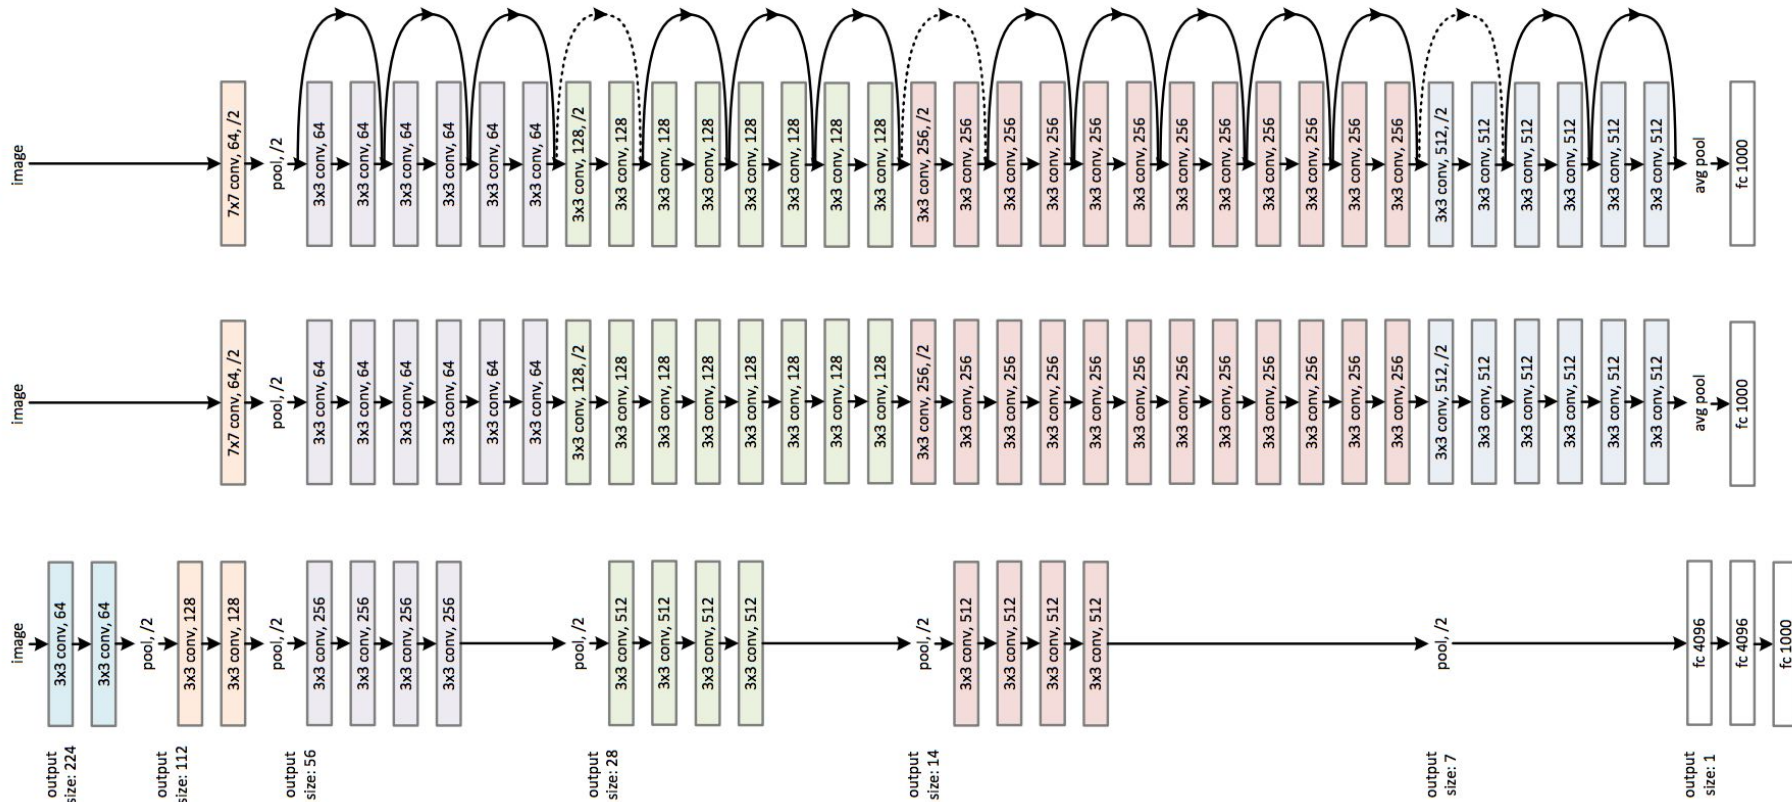 image
7x7 conv, 64, /2
pool, /2
3x3 conv, 64
3x3 conv, 64
3x3 conv, 64
3x3 conv, 64
3x3 conv, 64
3x3 conv, 64
3x3 conv, 128, /2
3x3 conv, 128
3x3 conv, 128
3x3 conv, 128
3x3 conv, 128
3x3 conv, 128
3x3 conv, 128
3x3 conv, 128
3x3 conv, 256, /2
3x3 conv, 256
3x3 conv, 256
3x3 conv, 256
3x3 conv, 256
3x3 conv, 256
3x3 conv, 256
3x3 conv, 256
3x3 conv, 256
3x3 conv, 256
3x3 conv, 256
3x3 conv, 256
3x3 conv, 512, /2
3x3 conv, 512
3x3 conv, 512
3x3 conv, 512
3x3 conv, 512
3x3 conv, 512
avg pool
fc 1000
image
7x7 conv, 64, /2
pool, /2
3x3 conv, 64
3x3 conv, 64
3x3 conv, 64
3x3 conv, 64
3x3 conv, 64
3x3 conv, 64
3x3 conv, 128, /2
3x3 conv, 128
3x3 conv, 128
3x3 conv, 128
3x3 conv, 128
3x3 conv, 128
3x3 conv, 128
3x3 conv, 128
3x3 conv, 256, /2
3x3 conv, 256
3x3 conv, 256
3x3 conv, 256
3x3 conv, 256
3x3 conv, 256
3x3 conv, 256
3x3 conv, 256
3x3 conv, 256
3x3 conv, 256
3x3 conv, 256
3x3 conv, 256
3x3 conv, 512, /2
3x3 conv, 512
3x3 conv, 512
3x3 conv, 512
3x3 conv, 512
3x3 conv, 512
avg pool
fc 1000
image
3x3 conv, 64
3x3 conv, 64
pool, /2
3x3 conv, 128
3x3 conv, 128
pool, /2
3x3 conv, 256
3x3 conv, 256
3x3 conv, 256
3x3 conv, 256
pool, /2
3x3 conv, 512
3x3 conv, 512
3x3 conv, 512
3x3 conv, 512
pool, /2
3x3 conv, 512
3x3 conv, 512
3x3 conv, 512
3x3 conv, 512
pool, /2
fc 4096
fc 4096
fc 1000
output
size: 224
output
size: 112
output
size: 56
output
size: 28
output
size: 14
output
size: 7
output
size: 1